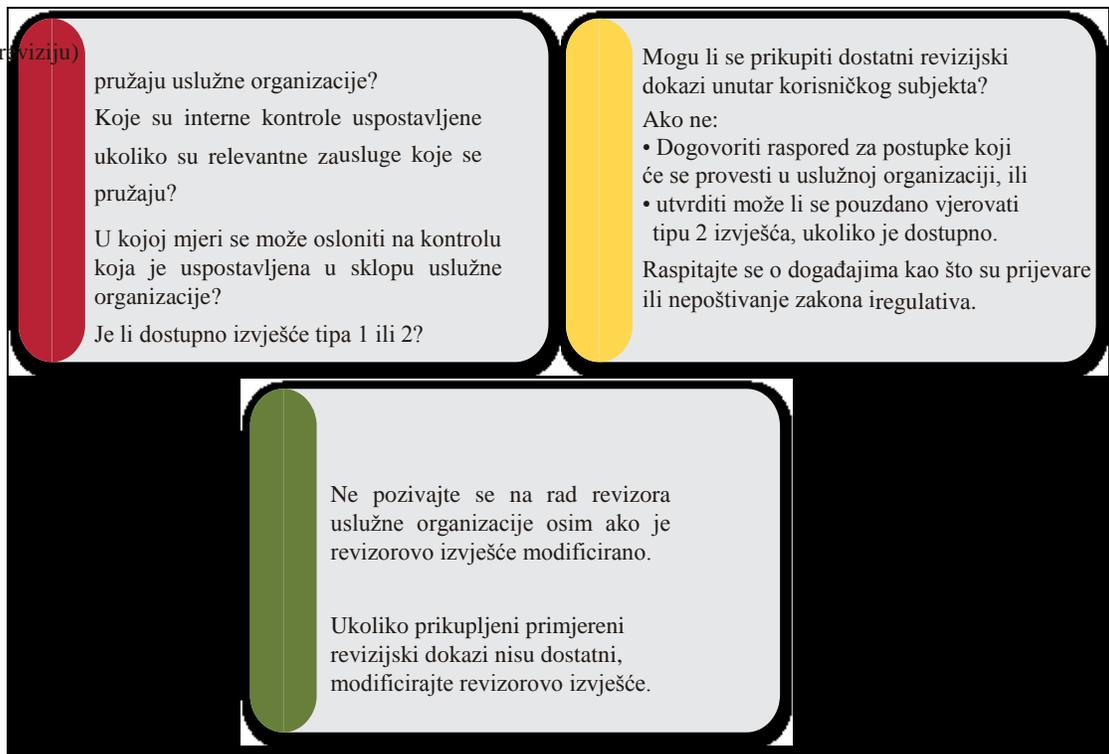 reviziju)
pružaju uslužne organizacije?
Koje su interne kontrole uspostavljene
ukoliko su relevantne zausluge koje se
pružaju?
U kojoj mjeri se može osloniti na kontrolu
koja je uspostavljena u sklopu uslužne
organizacije?
Je li dostupno izvješće tipa 1 ili 2?
Mogu li se prikupiti dostatni revizijski
dokazi unutar korisničkog subjekta?
Ako ne:
• Dogovoriti raspored za postupke koji
će se provesti u uslužnoj organizaciji, ili
• utvrditi može li se pouzdano vjerovati
tipu 2 izvješća, ukoliko je dostupno.
Raspitajte se o događajima kao što su prijevare
ili nepoštivanje zakona iregulativa.
Ne pozivajte se na rad revizora
uslužne organizacije osim ako je
revizorovo izvješće modificirano.
Ukoliko prikupljeni primjereni
revizijski dokazi nisu dostatni,
modificirajte revizorovo izvješće.